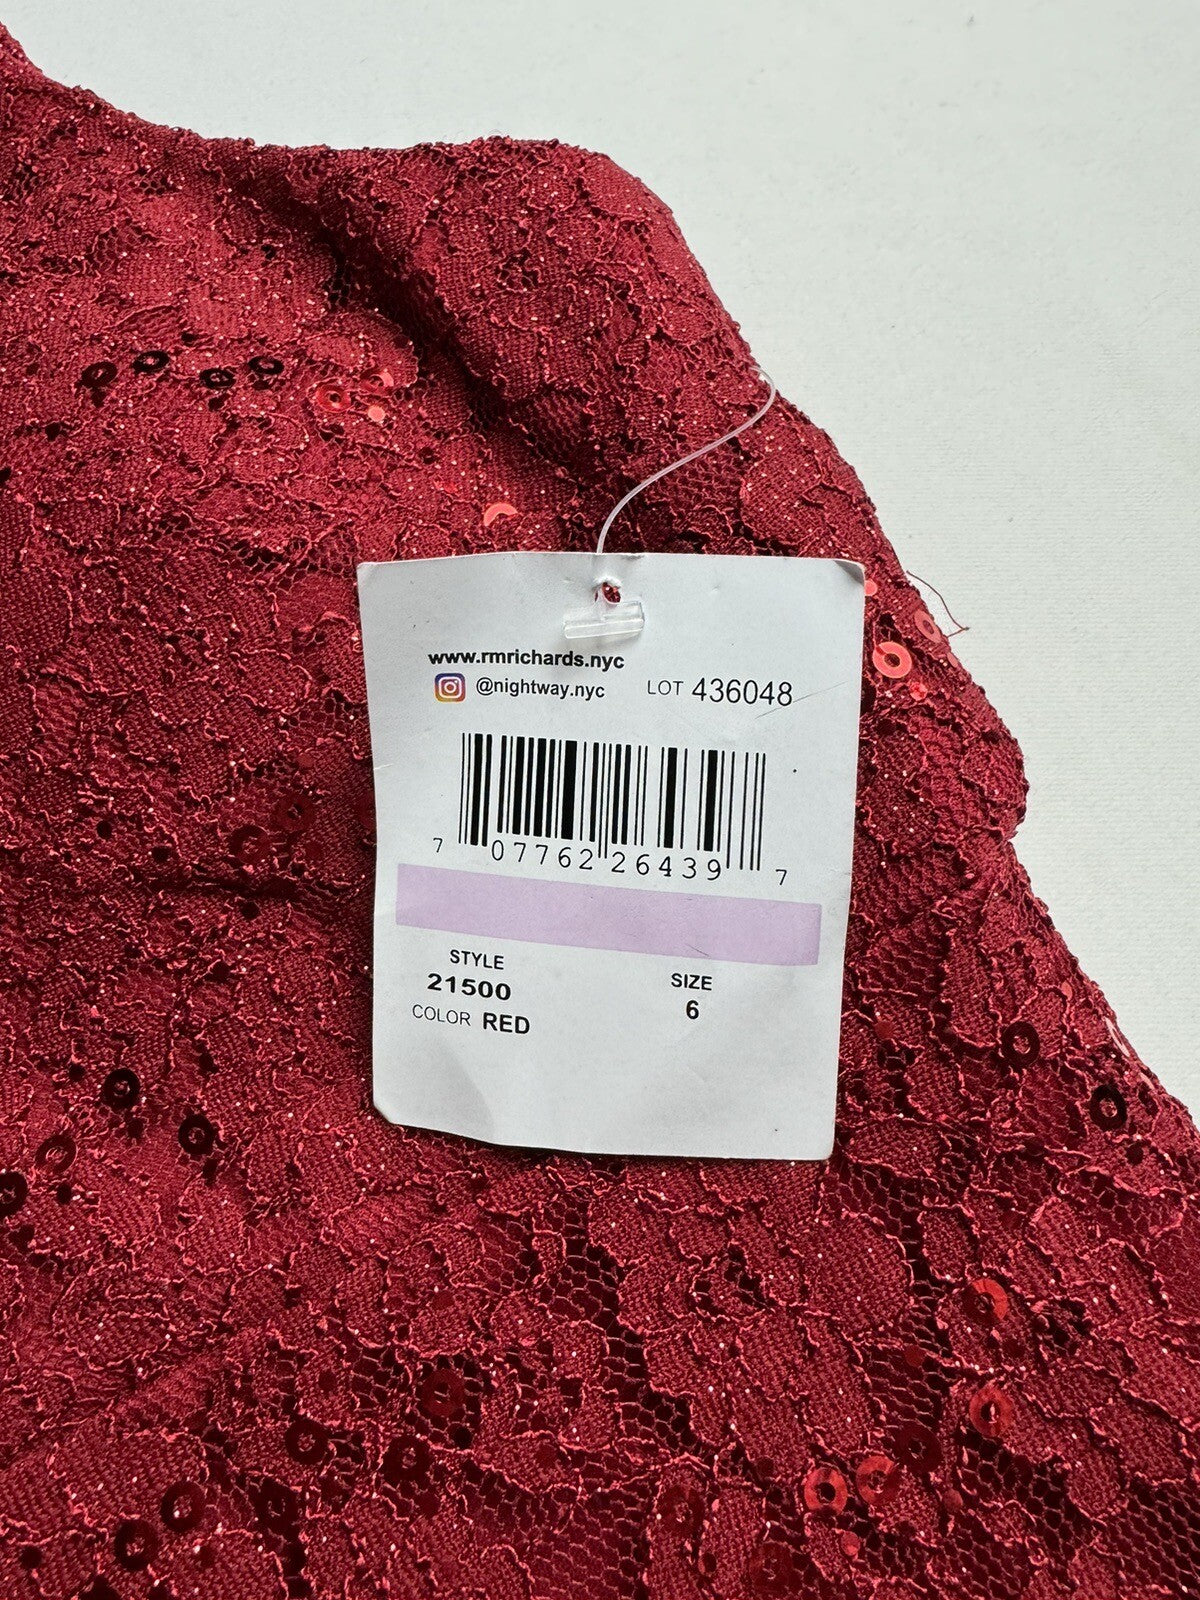 www.rmrichards.nyc
@nightway.nyc LOT 436048
7 07762 26439 7
STYLE SIZE
21500 6
COLOR RED